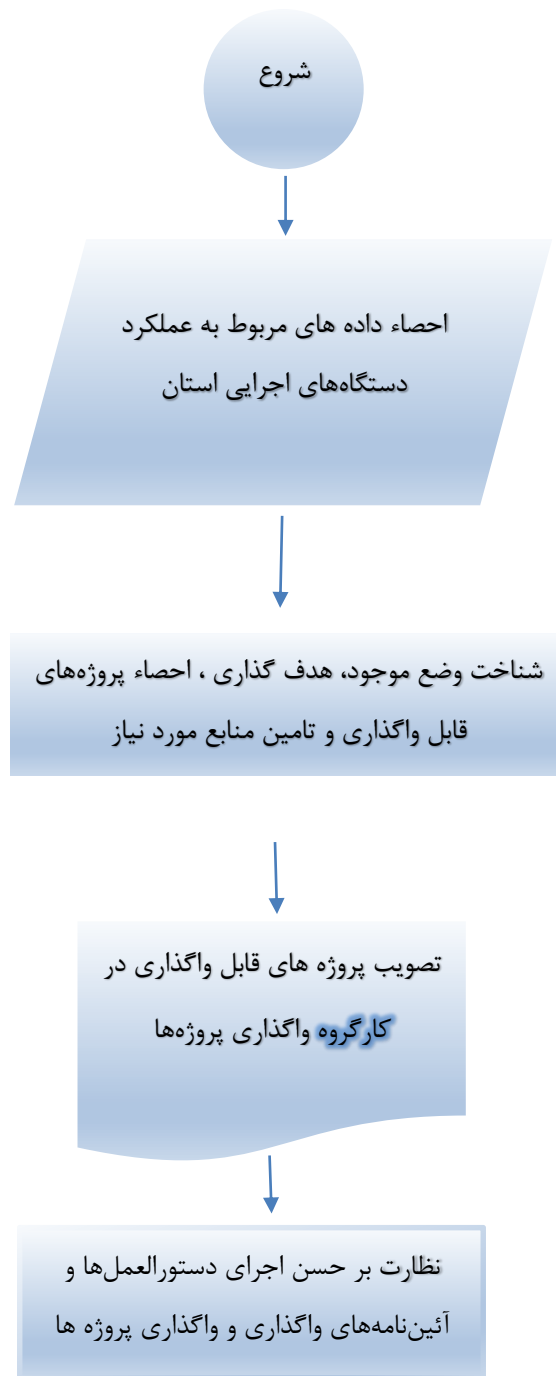 شروع
احصاء داده های مربوط به عملکرد
دستگاه‌های اجرایی استان
شناخت وضع موجود، هدف گذاری ، احصاء پروژه‌های
قابل واگذاری و تامین منابع مورد نیاز
تصویب پروژه های قابل واگذاری در
کارگروه واگذاری پروژه‌ها
نظارت بر حسن اجرای دستورالعمل‌ها و
آئین‌نامه‌های واگذاری و واگذاری پروژه ها